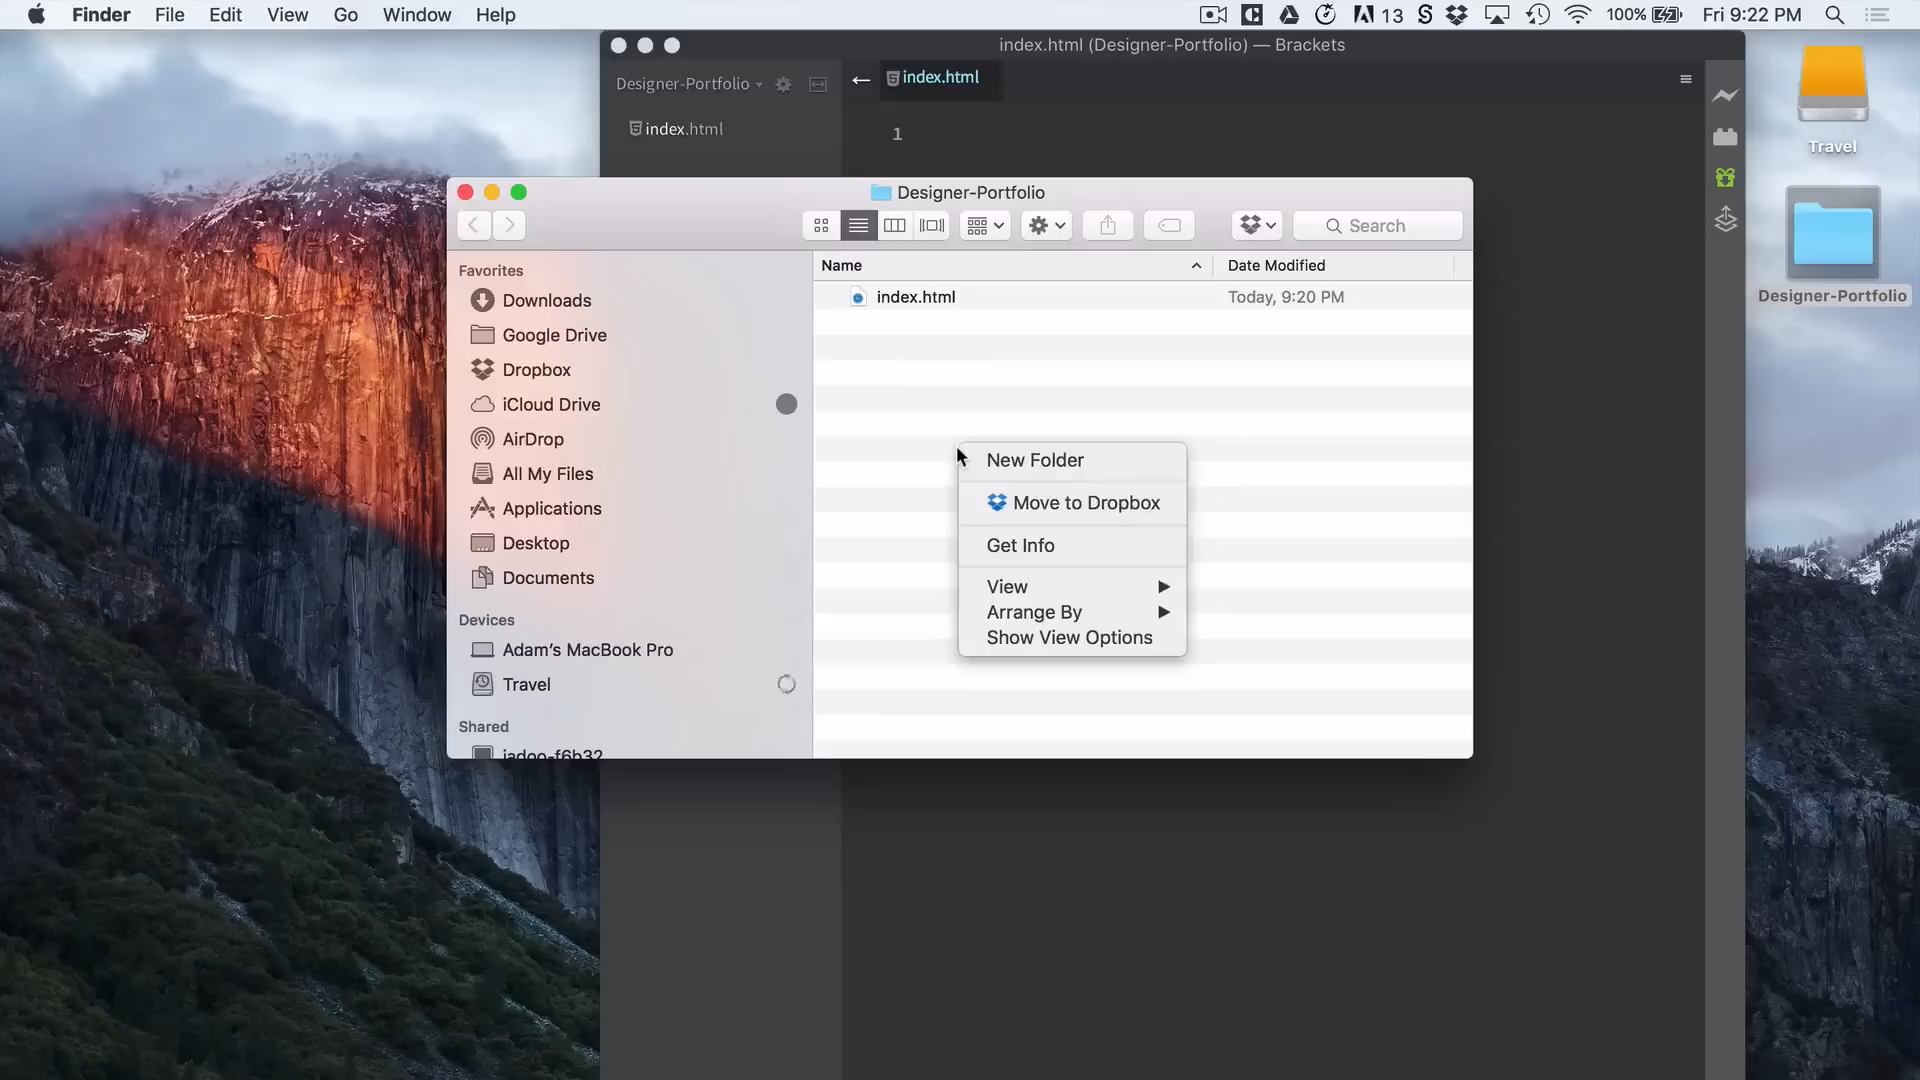 Finder File Edit View Go Window Help
13 100% Fri 9:22 PM
index.html (Designer-Portfolio) — Brackets
Designer-Portfolio
index.html
index.html
1
Travel
Designer-Portfolio
Designer-Portfolio
Search
Favorites
Downloads
Google Drive
Dropbox
iCloud Drive
AirDrop
All My Files
Applications
Desktop
Documents
Devices
Adam's MacBook Pro
Travel
Shared
jadoo-f6b32
Name Date Modified
index.html Today, 9:20 PM
New Folder
Move to Dropbox
Get Info
View
Arrange By
Show View Options